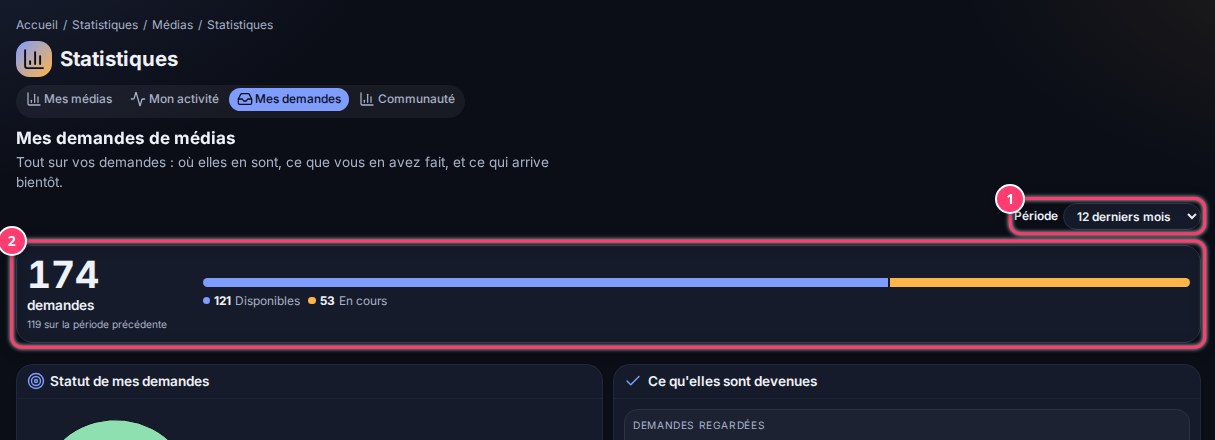 Accueil / Statistiques / Médias / Statistiques
Statistiques
Mes médias Mon activité Mes demandes Communauté
Mes demandes de médias
Tout sur vos demandes : où elles en sont, ce que vous en avez fait, et ce qui arrive
bientôt.
1
Période 12 derniers mois
2
174
demandes
119 sur la période précédente
121 Disponibles 53 En cours
Statut de mes demandes
Ce qu'elles sont devenues
DEMANDES REGARDÉES